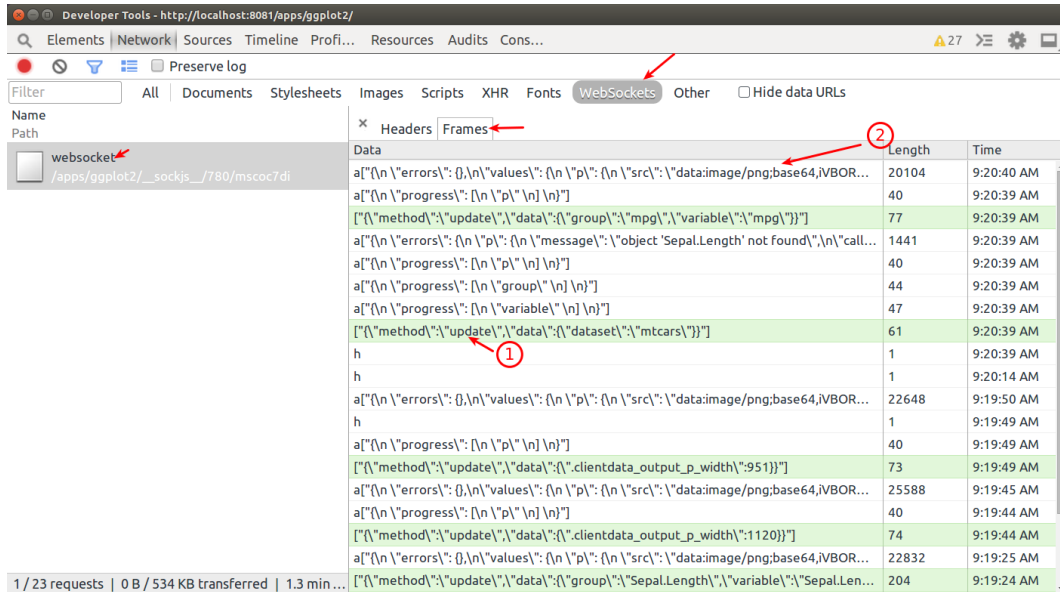 Developer Tools - http://localhost:8081/apps/ggplot2/
Elements Network Sources Timeline Profi... Resources Audits Cons... 27
Preserve log
Filter All Documents Stylesheets Images Scripts XHR Fonts WebSockets Other Hide data URLs
Name
Path
× Headers Frames
2
websocket
/apps/ggplot2/__sockjs__/780/mscoc7di
Data Length Time
a["{\n \"errors\": {},\n\"values\": {\n \"p\": {\n \"src\": \"data:image/png;base64,iVBOR... 20104 9:20:40 AM
a["{\n \"progress\": [\n \"p\" \n] \n}"] 40 9:20:39 AM
["{\"method\":\"update\",\"data\":{\"group\":\"mpg\",\"variable\":\"mpg\"}}"] 77 9:20:39 AM
a["{\n \"errors\": {\n \"p\": {\n \"message\": \"object 'Sepal.Length' not found\",\n\"call... 1441 9:20:39 AM
a["{\n \"progress\": [\n \"p\" \n] \n}"] 40 9:20:39 AM
a["{\n \"progress\": [\n \"group\" \n] \n}"] 44 9:20:39 AM
a["{\n \"progress\": [\n \"variable\" \n] \n}"] 47 9:20:39 AM
["{\"method\":\"update\",\"data\":{\"dataset\":\"mtcars\"}}"] 61 9:20:39 AM
1
h 1 9:20:39 AM
h 1 9:20:14 AM
a["{\n \"errors\": {},\n\"values\": {\n \"p\": {\n \"src\": \"data:image/png;base64,iVBOR... 22648 9:19:50 AM
h 1 9:19:49 AM
a["{\n \"progress\": [\n \"p\" \n] \n}"] 40 9:19:49 AM
["{\"method\":\"update\",\"data\":{\".clientdata_output_p_width\":951}}"] 73 9:19:49 AM
a["{\n \"errors\": {},\n\"values\": {\n \"p\": {\n \"src\": \"data:image/png;base64,iVBOR... 25588 9:19:45 AM
a["{\n \"progress\": [\n \"p\" \n] \n}"] 40 9:19:44 AM
["{\"method\":\"update\",\"data\":{\".clientdata_output_p_width\":1120}}"] 74 9:19:44 AM
a["{\n \"errors\": {},\n\"values\": {\n \"p\": {\n \"src\": \"data:image/png;base64,iVBOR... 22832 9:19:25 AM
["{\"method\":\"update\",\"data\":{\"group\":\"Sepal.Length\",\"variable\":\"Sepal.Len... 204 9:19:24 AM
1 / 23 requests | 0 B / 534 KB transferred | 1.3 min ...